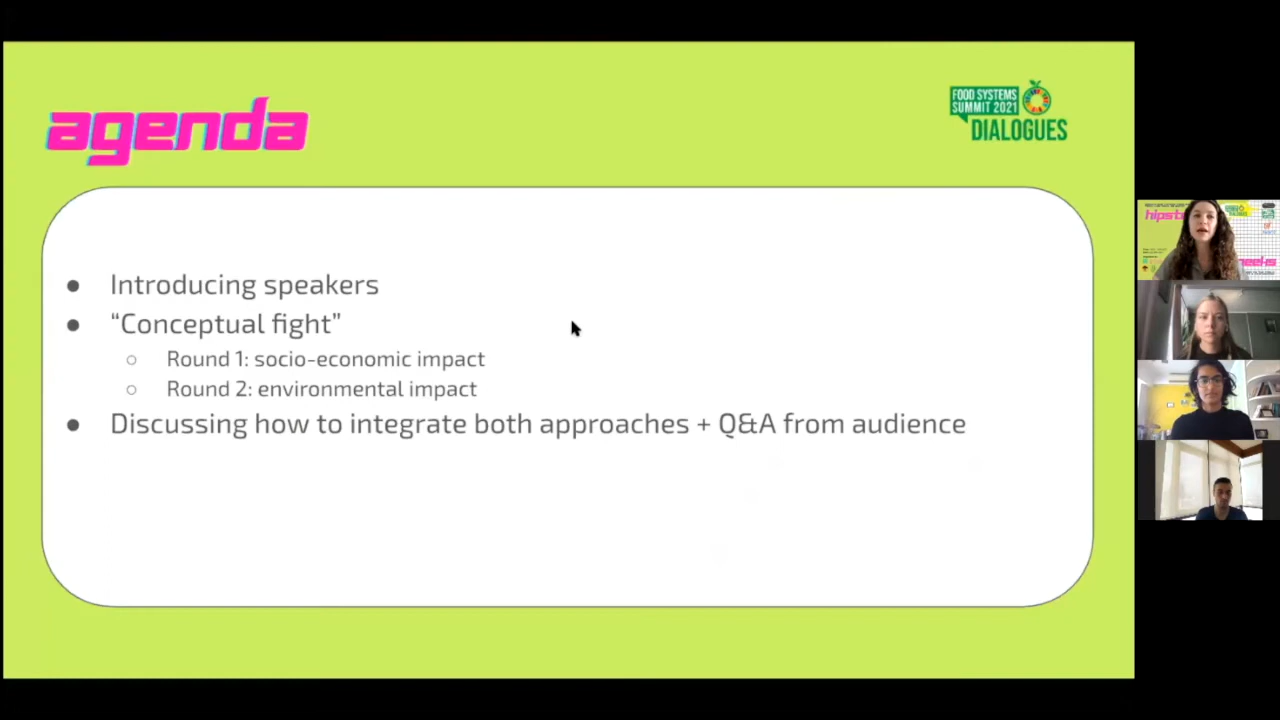 agenda
FOOD SYSTEMS
SUMMIT 2021
DIALOGUES
● Introducing speakers
● “Conceptual fight”
○ Round 1: socio-economic impact
○ Round 2: environmental impact
● Discussing how to integrate both approaches + Q&A from audience